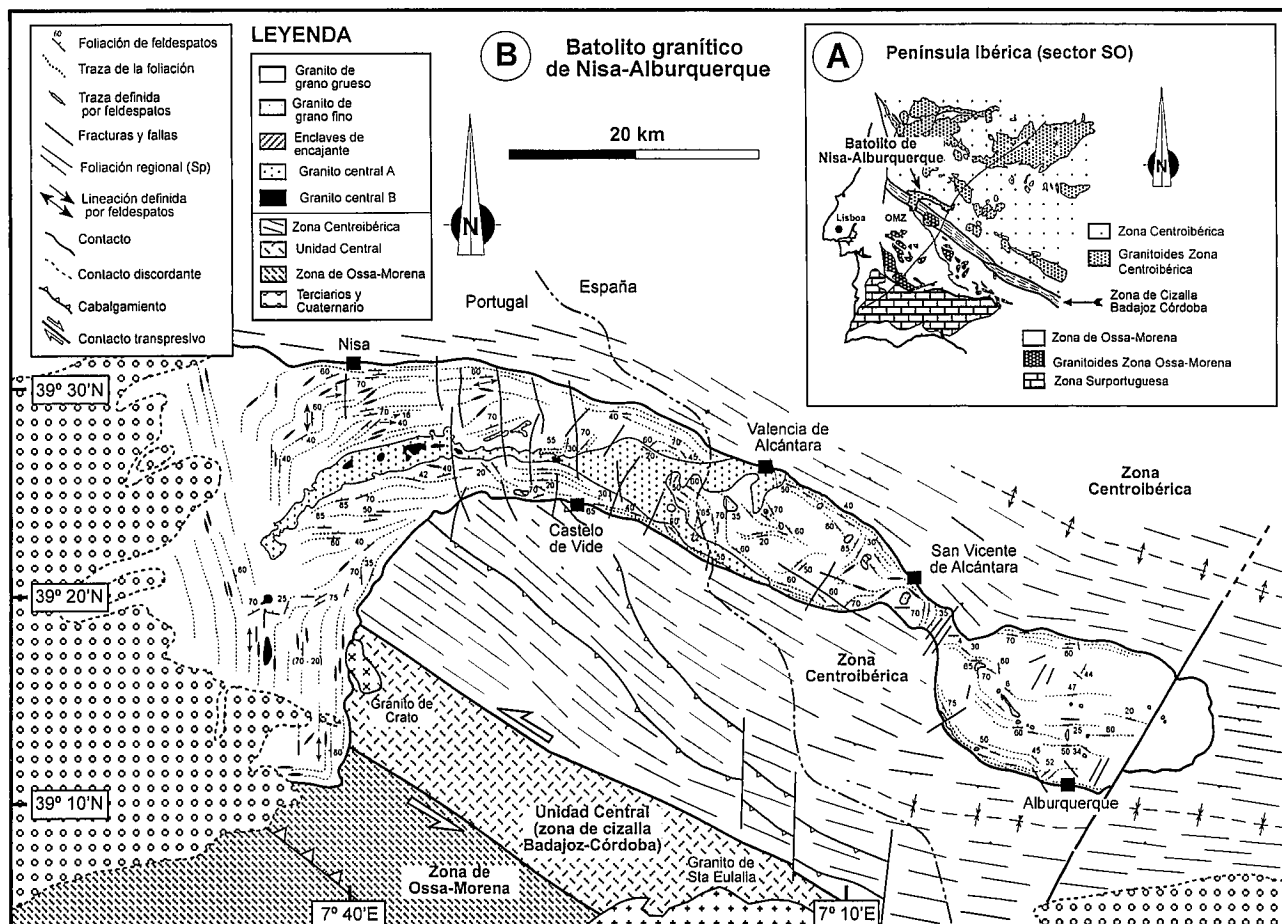 Foliación de feldespatos
Traza de la foliación
Traza definida
por feldespatos
Fracturas y fallas
Foliación regional (Sp)
Lineación definida
por feldespatos
Contacto
Contacto discordante
Cabalgamiento
Contacto transpresivo
LEYENDA
Granito de
grano grueso
Granito de
grano fino
Enclaves de
encajante
Granito central A
Granito central B
Zona Centroibérica
Unidad Central
Zona de Ossa-Morena
Terciarios y
Cuaternario
B
Batolito granítico
de Nisa-Alburquerque
20 km
N
A
Península Ibérica (sector SO)
Batolito de
Nisa-Alburquerque
N
Lisboa
OMZ
Zona Centroibérica
Granitoides Zona
Centroibérica
Zona de Cizalla
Badajoz Córdoba
Zona de Ossa-Morena
Granitoides Zona Ossa-Morena
Zona Surportuguesa
Portugal
España
Nisa
39º 30'N
Valencia de
Alcántara
Zona
Centroibérica
Castelo
de Vide
San Vicente
de Alcántara
39º 20'N
Zona
Centroibérica
Granito de
Crato
39º 10'N
Alburquerque
Unidad Central
(zona de cizalla
Badajoz-Córdoba)
Zona de
Ossa-Morena
Granito de
Sta Eulalia
7º 40'E
7º 10'E